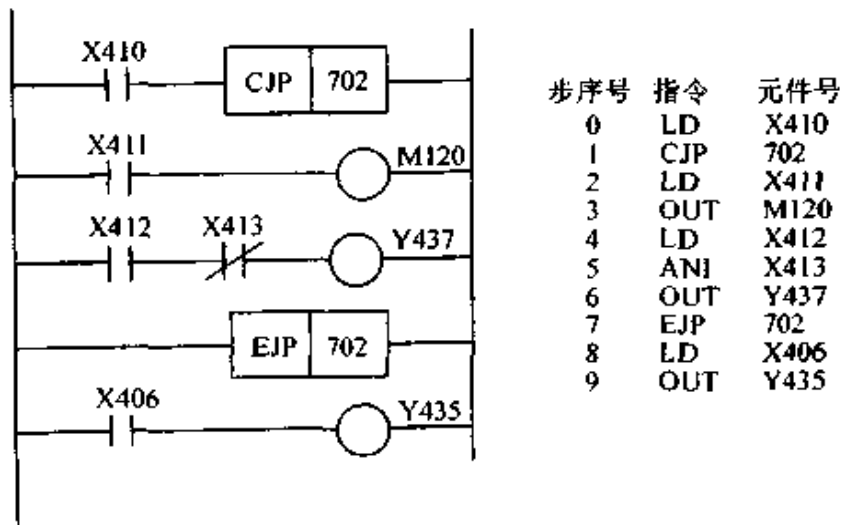 X410
CJP 702
X411
M120
X412 X413
Y437
EJP 702
X406
Y435
步序号 指令 元件号
0 LD X410
1 CJP 702
2 LD X411
3 OUT M120
4 LD X412
5 ANI X413
6 OUT Y437
7 EJP 702
8 LD X406
9 OUT Y435